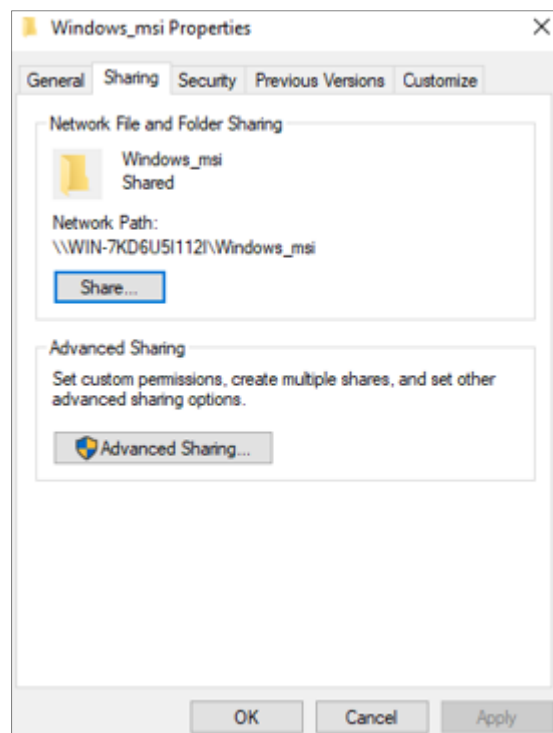 Windows_msi Properties
General Sharing Security Previous Versions Customize
Network File and Folder Sharing
Windows_msi
Shared
Network Path:
\\WIN-7KD6U5I112I\Windows_msi
Share...
Advanced Sharing
Set custom permissions, create multiple shares, and set other
advanced sharing options.
Advanced Sharing...
OK Cancel Apply